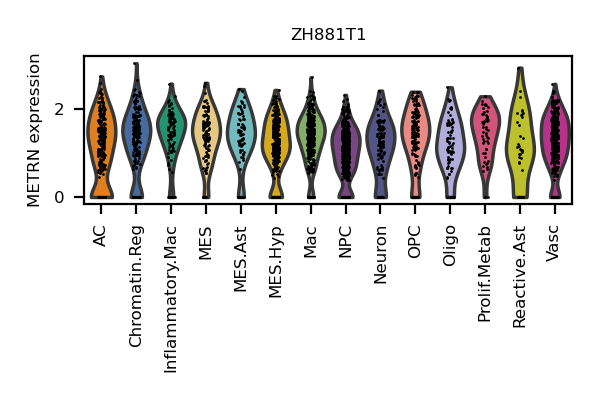 ZH881T1
METRN expression
2
0
AC
Chromatin.Reg
Inflammatory.Mac
MES
MES.Ast
MES.Hyp
Mac
NPC
Neuron
OPC
Oligo
Prolif.Metab
Reactive.Ast
Vasc